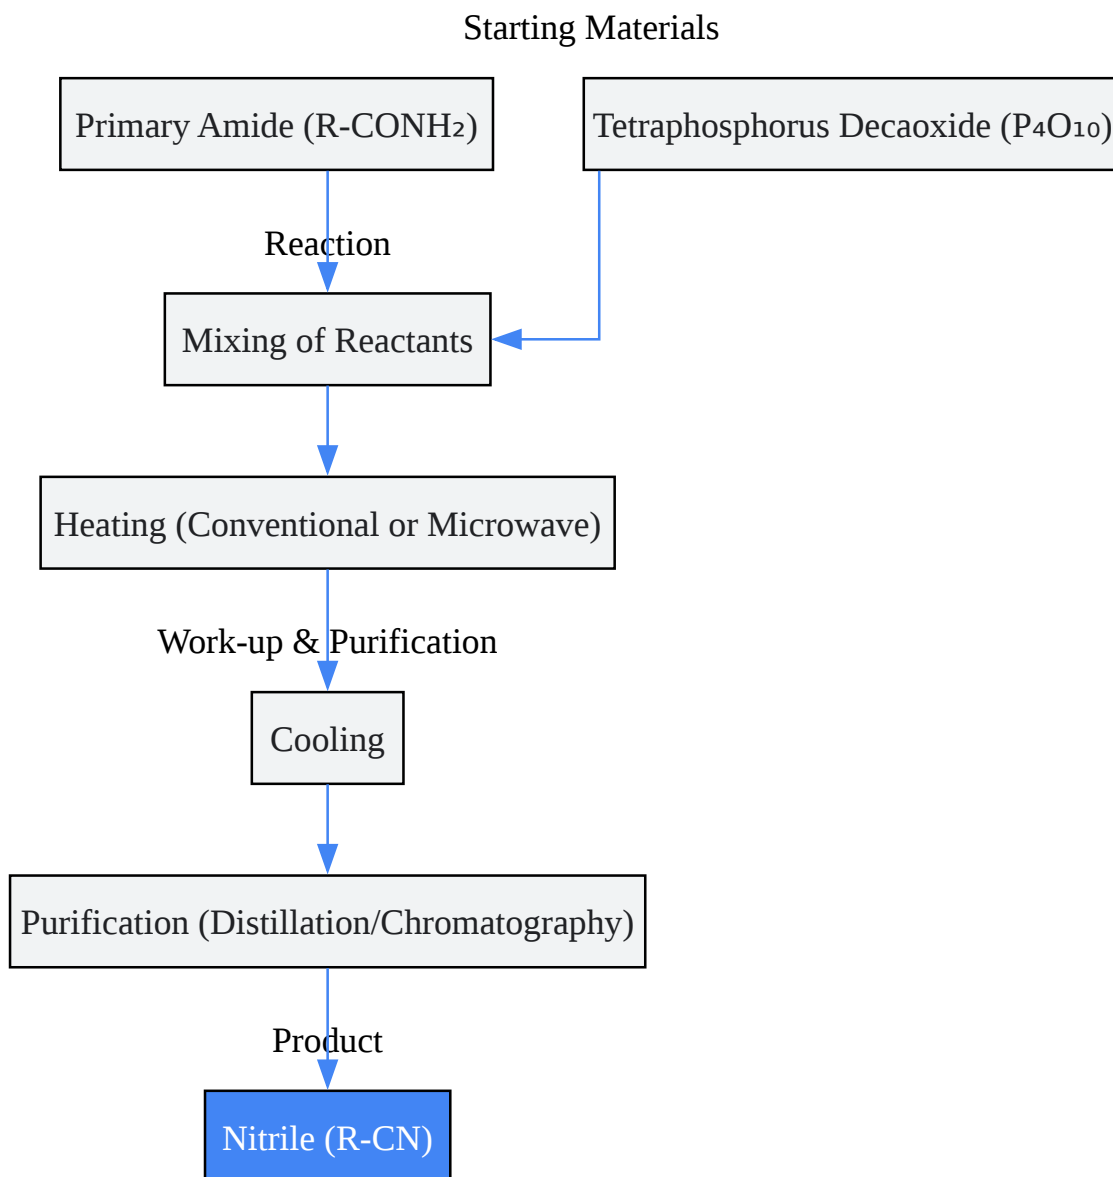 Starting Materials
Primary Amide (R-CONH₂)
Tetraphosphorus Decaoxide (P₄O₁₀)
Reaction
Mixing of Reactants
Heating (Conventional or Microwave)
Work-up & Purification
Cooling
Purification (Distillation/Chromatography)
Product
Nitrile (R-CN)